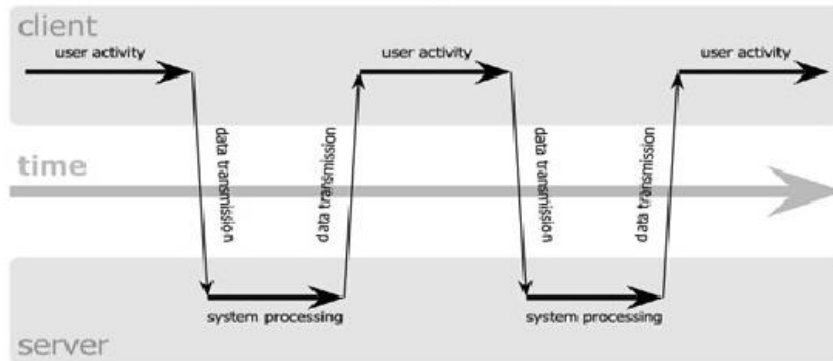 client
user activity
user activity
user activity
data transmission
data transmission
data transmission
data transmission
time
system processing
system processing
server